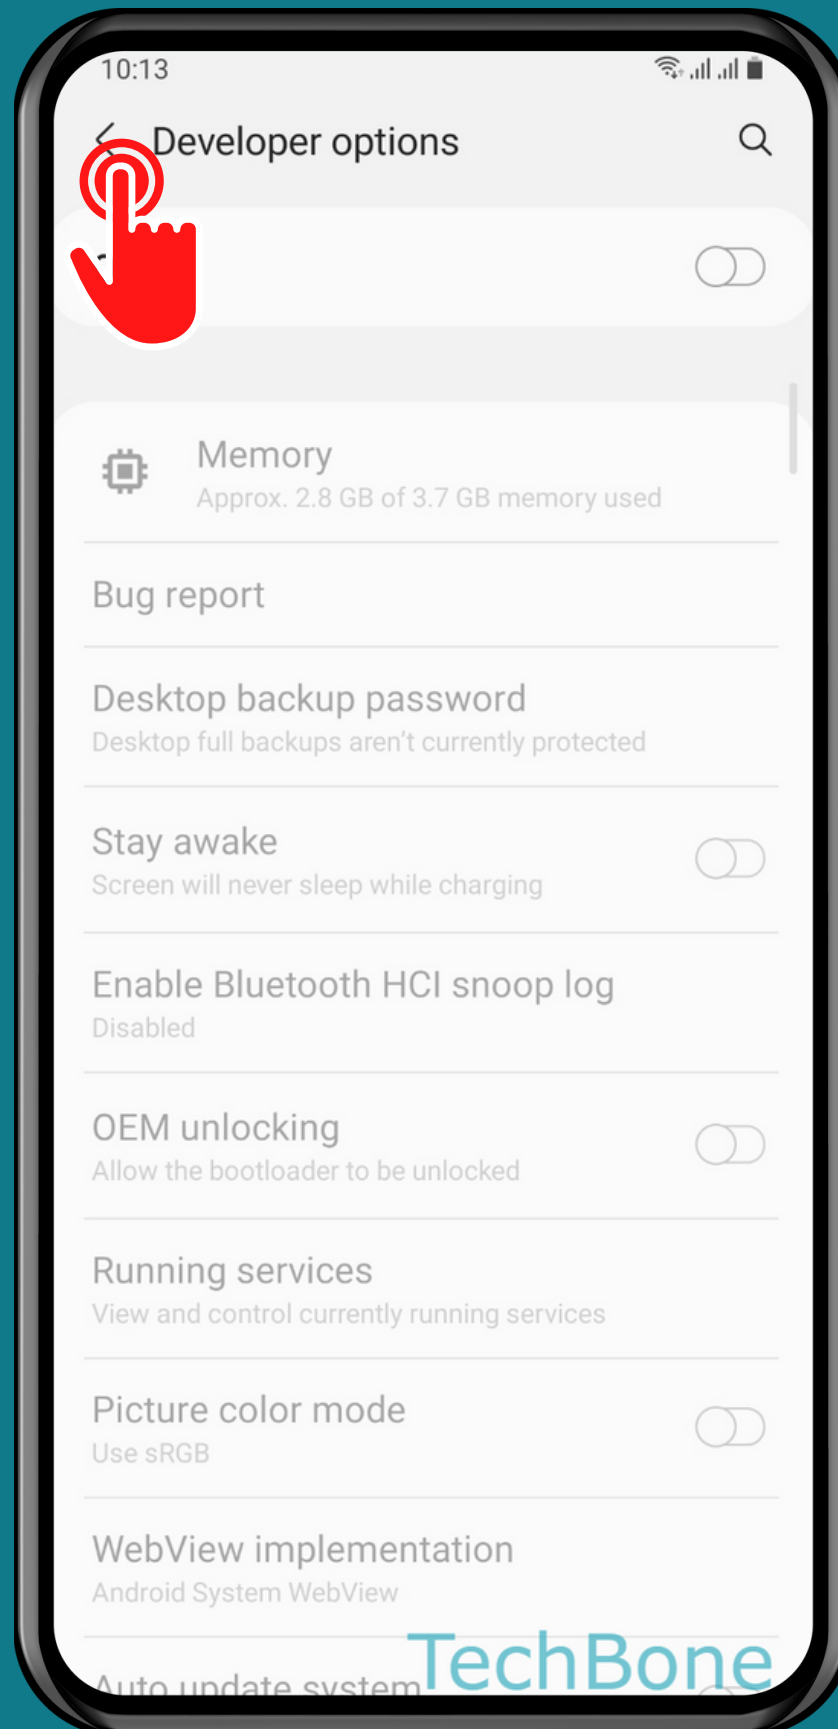 10:13
Developer options
Memory
Approx. 2.8 GB of 3.7 GB memory used
Bug report
Desktop backup password
Desktop full backups aren't currently protected
Stay awake
Screen will never sleep while charging
Enable Bluetooth HCI snoop log
Disabled
OEM unlocking
Allow the bootloader to be unlocked
Running services
View and control currently running services
Picture color mode
Use sRGB
WebView implementation
Android System WebView
Auto update system
TechBone